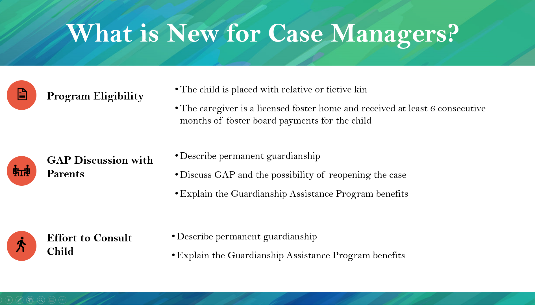 What is New for Case Managers?
Program Eligibility
•The child is placed with relative or fictive kin
•The caregiver is a licensed foster home and received at least 6 consecutive
months of foster board payments for the child
GAP Discussion with
Parents
•Describe permanent guardianship
•Discuss GAP and the possibility of reopening the case
•Explain the Guardianship Assistance Program benefits
Effort to Consult
Child
•Describe permanent guardianship
•Explain the Guardianship Assistance Program benefits